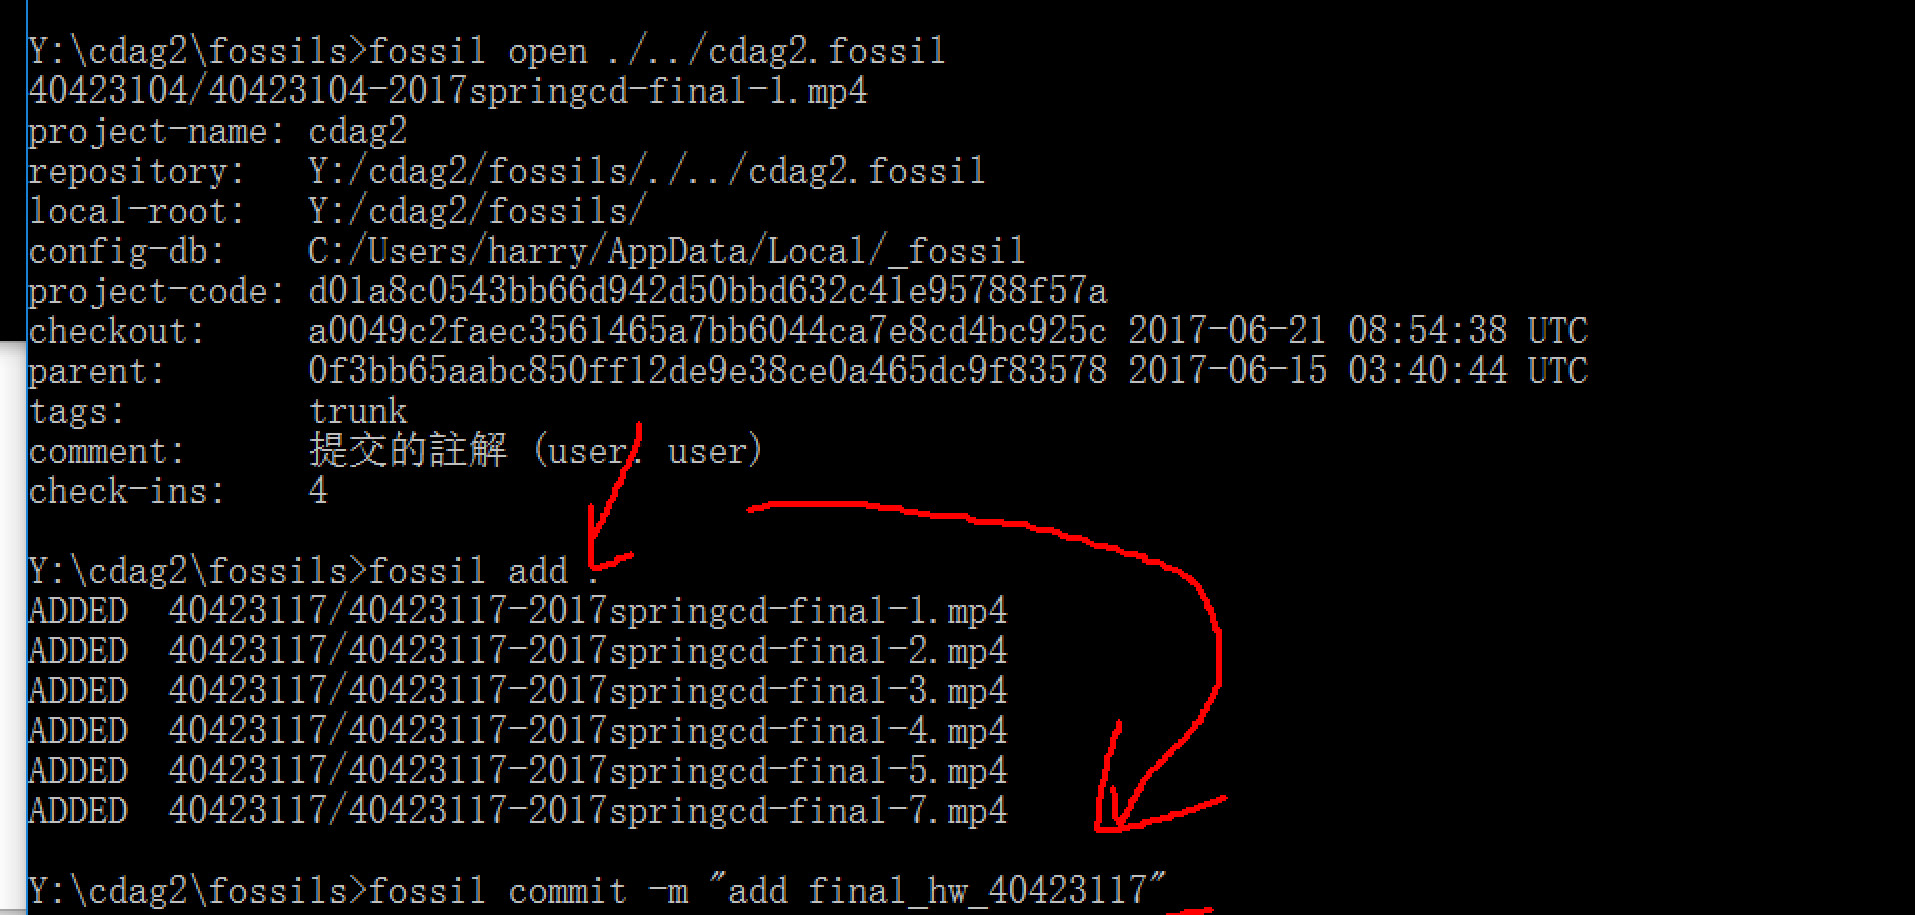 Y:\cdag2\fossils>fossil open ./../cdag2.fossil
40423104/40423104-2017springcd-final-1.mp4
project-name: cdag2
repository:   Y:/cdag2/fossils/./../cdag2.fossil
local-root:   Y:/cdag2/fossils/
config-db:    C:/Users/harry/AppData/Local/_fossil
project-code: d01a8c0543bb66d942d50bbd632c41e95788f57a
checkout:     a0049c2faec3561465a7bb6044ca7e8cd4bc925c 2017-06-21 08:54:38 UTC
parent:       0f3bb65aabc850ff12de9e38ce0a465dc9f83578 2017-06-15 03:40:44 UTC
tags:         trunk
comment:      提交的註解 (user: user)
check-ins:    4
Y:\cdag2\fossils>fossil add .
ADDED  40423117/40423117-2017springcd-final-1.mp4
ADDED  40423117/40423117-2017springcd-final-2.mp4
ADDED  40423117/40423117-2017springcd-final-3.mp4
ADDED  40423117/40423117-2017springcd-final-4.mp4
ADDED  40423117/40423117-2017springcd-final-5.mp4
ADDED  40423117/40423117-2017springcd-final-7.mp4
Y:\cdag2\fossils>fossil commit -m "add final_hw_40423117"